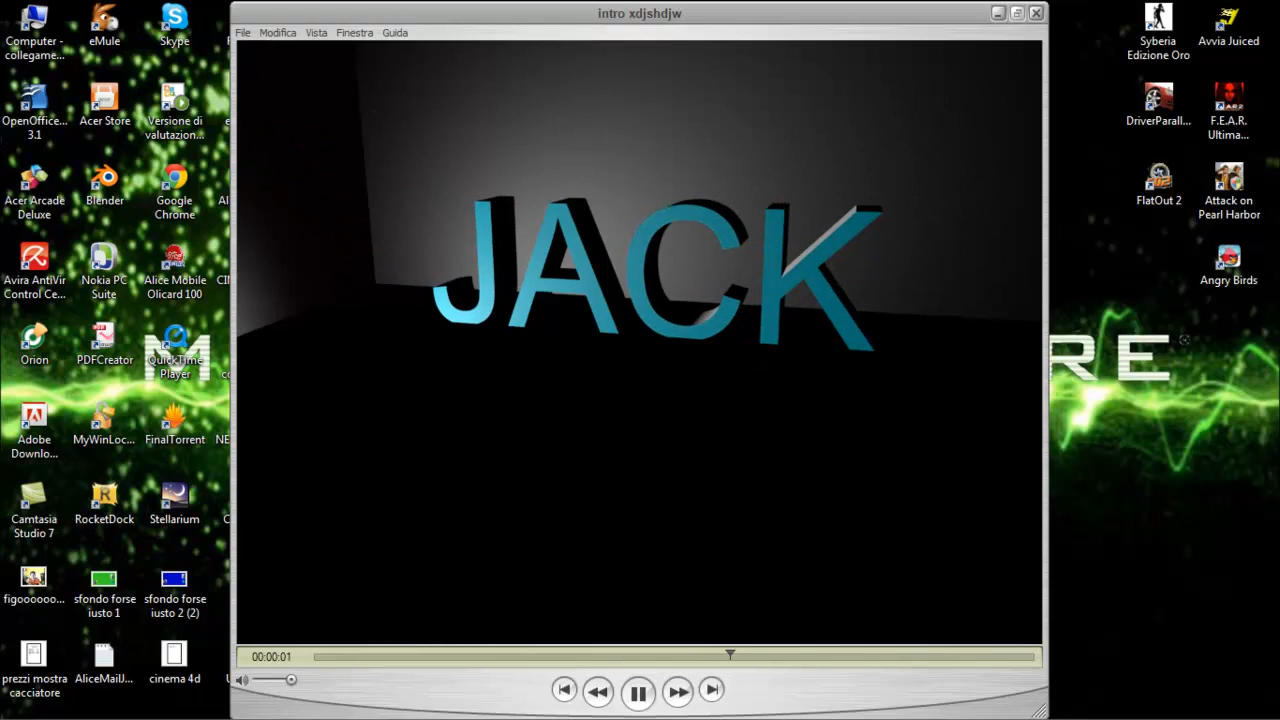 intro xdjshdjw
File Modifica Vista Finestra Guida
JACK
00:00:01
Computer -
collegame...
eMule
Skype
OpenOffice...
3.1
Acer Store
Versione di
valutazion...
Acer Arcade
Deluxe
Blender
Google
Chrome
Avira AntiVir
Control Ce...
Nokia PC
Suite
Alice Mobile
Olicard 100
Orion
PDFCreator
QuickTime
Player
Adobe
Downlo...
MyWinLoc...
FinalTorrent
Camtasia
Studio 7
RocketDock
Stellarium
figoooooo...
sfondo forse
iusto 1
sfondo forse
iusto 2 (2)
prezzi mostra
cacciatore
AliceMailJ...
cinema 4d
Syberia
Edizione Oro
Avvia Juiced
DriverParall...
F.E.A.R.
Ultima...
FlatOut 2
Attack on
Pearl Harbor
Angry Birds
M
RE